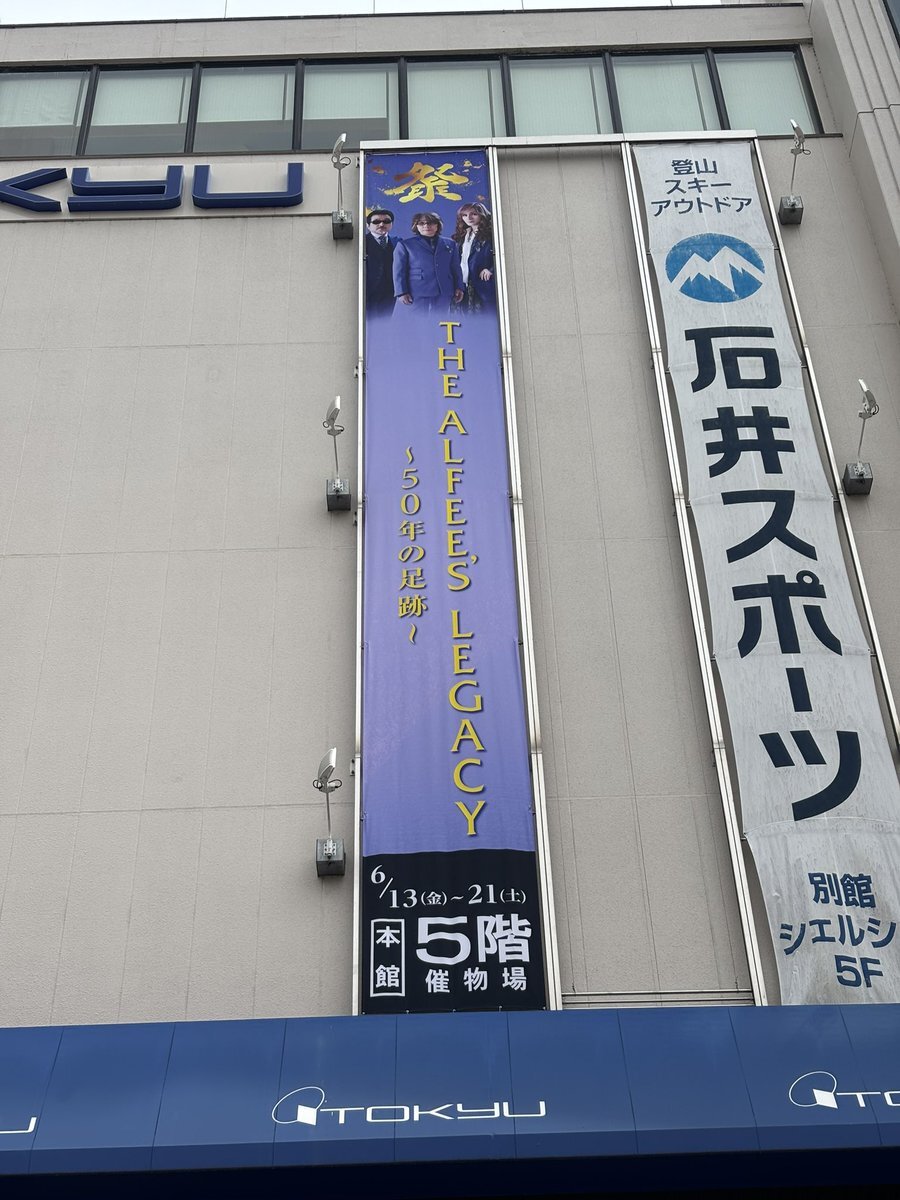 KYU
祭
THE ALFEE'S LEGACY
～50年の足跡～
6/13(金)～21(土)
本館
5階
催物場
登山
スキー
アウトドア
石井スポーツ
別館
シエルシ
5F
TOKYU